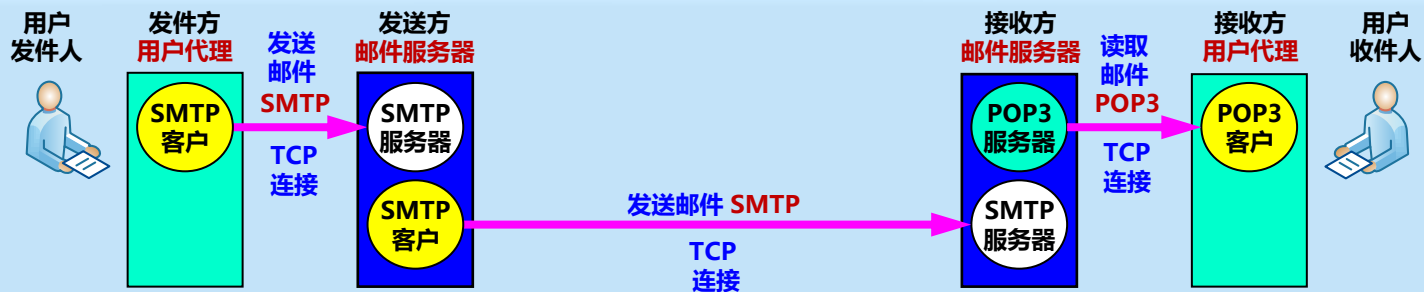 用户
发件人
发件方
用户代理
发送
邮件
SMTP
TCP
连接
SMTP
客户
发送方
邮件服务器
SMTP
服务器
SMTP
客户
发送邮件 SMTP
TCP
连接
接收方
邮件服务器
POP3
服务器
SMTP
服务器
读取
邮件
POP3
TCP
连接
接收方
用户代理
POP3
客户
用户
收件人